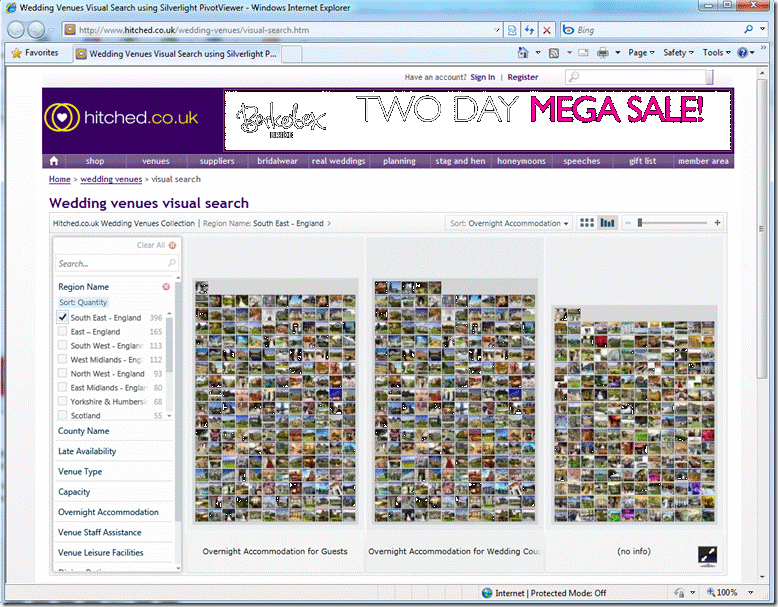 Wedding Venues Visual Search using Silverlight PivotViewer - Windows Internet Explorer
http://www.hitched.co.uk/wedding-venues/visual-search.htm
Bing
Favorites
Wedding Venues Visual Search using Silverlight P...
Page
Safety
Tools
Have an account? Sign In | Register
hitched.co.uk
Berketex
BRIDE
TWO DAY MEGA SALE!
shop
venues
suppliers
bridalwear
real weddings
planning
stag and hen
honeymoons
speeches
gift list
member area
Home > wedding venues > visual search
Wedding venues visual search
Hitched.co.uk Wedding Venues Collection | Region Name: South East - England >
Sort: Overnight Accommodation
Clear All
Search...
Region Name
Sort: Quantity
South East - England 396
East – England 165
South West - England 113
West Midlands - Eng 112
North West - England 93
East Midlands - Englan 80
Yorkshire & Humbersi 68
Scotland 55
County Name
Late Availability
Venue Type
Capacity
Overnight Accommodation
Venue Staff Assistance
Venue Leisure Facilities
Overnight Accommodation for Guests
Overnight Accommodation for Wedding Coup
(no info)
Internet | Protected Mode: Off
100%